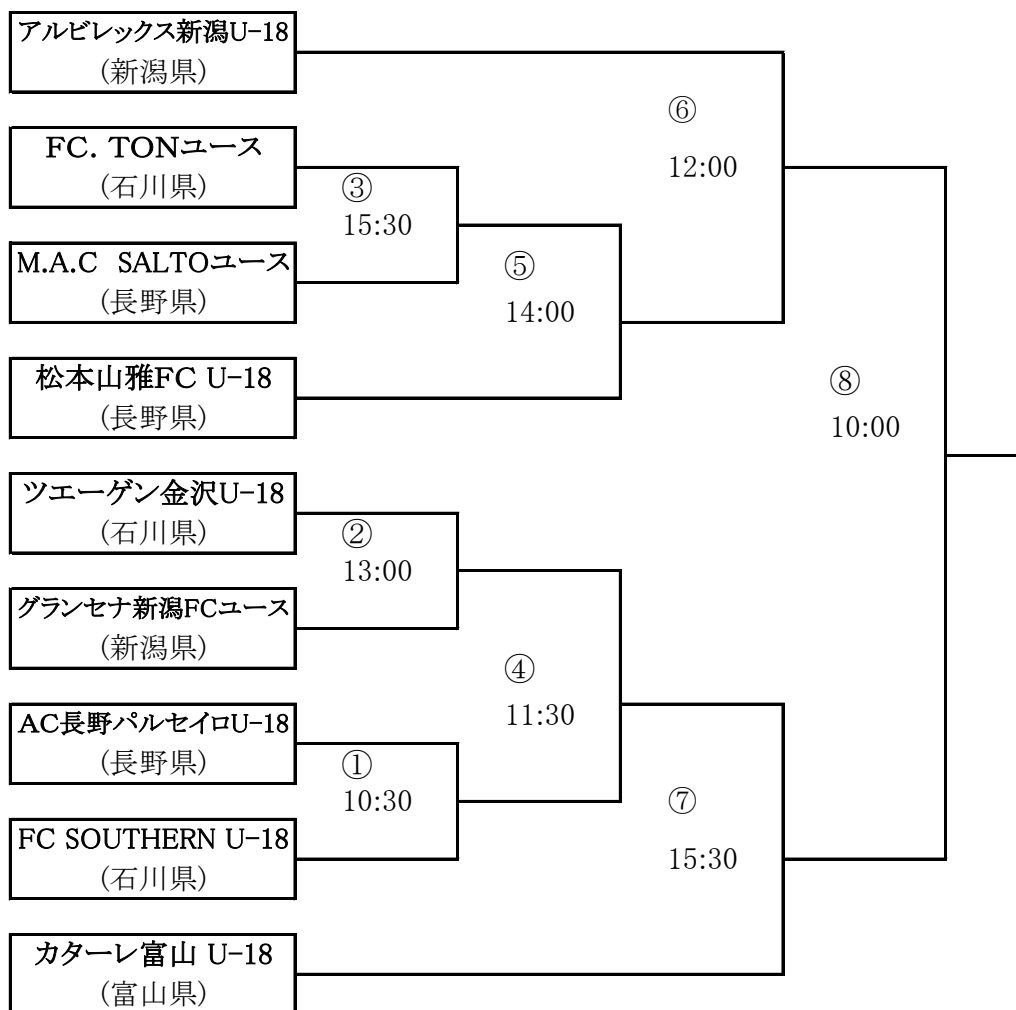 アルビレックス新潟U-18
(新潟県)
⑥
12:00
FC. TONユース
(石川県)
③
15:30
M.A.C SALTOユース
(長野県)
⑤
14:00
松本山雅FC U-18
(長野県)
⑧
10:00
ツエーゲン金沢U-18
(石川県)
②
13:00
グランセナ新潟FCユース
(新潟県)
④
11:30
AC長野パルセイロU-18
(長野県)
①
10:30
⑦
15:30
FC SOUTHERN U-18
(石川県)
カターレ富山 U-18
(富山県)